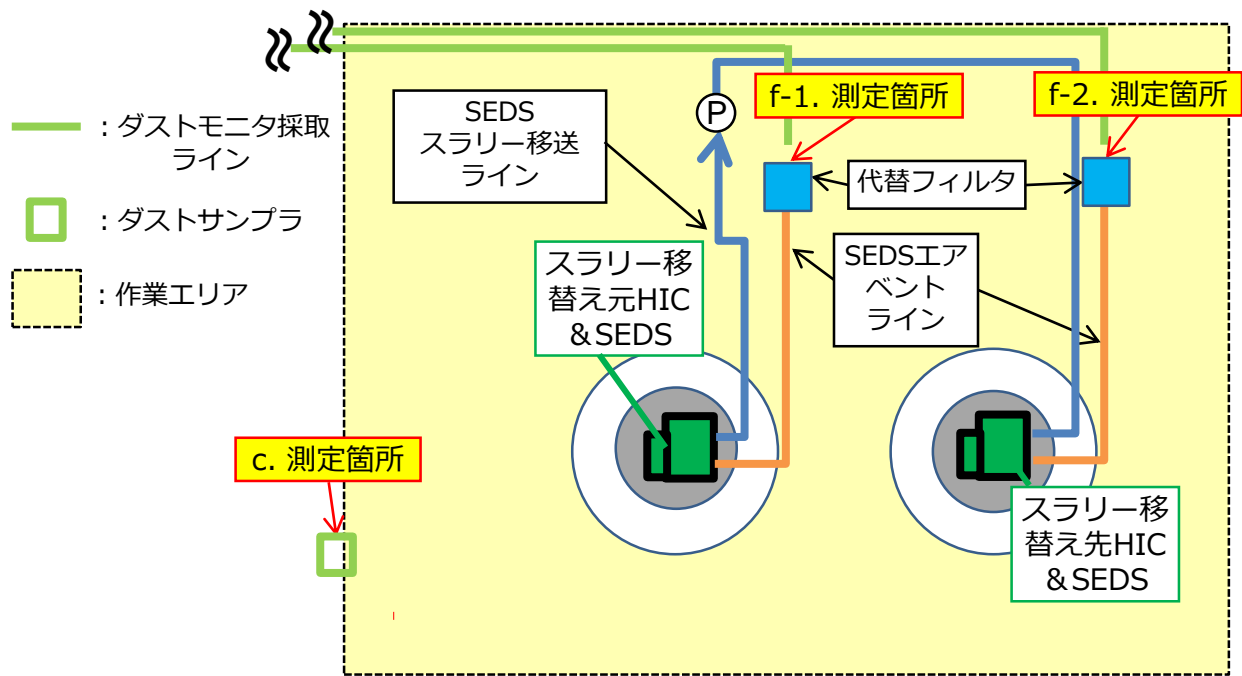 ：ダストモニタ採取
ライン
：ダストサンプラ
：作業エリア
SEDS
スラリー移送
ライン
P
f-1. 測定箇所
f-2. 測定箇所
代替フィルタ
SEDSエア
ベント
ライン
スラリー移
替え元HIC
＆SEDS
c. 測定箇所
スラリー移
替え先HIC
＆SEDS